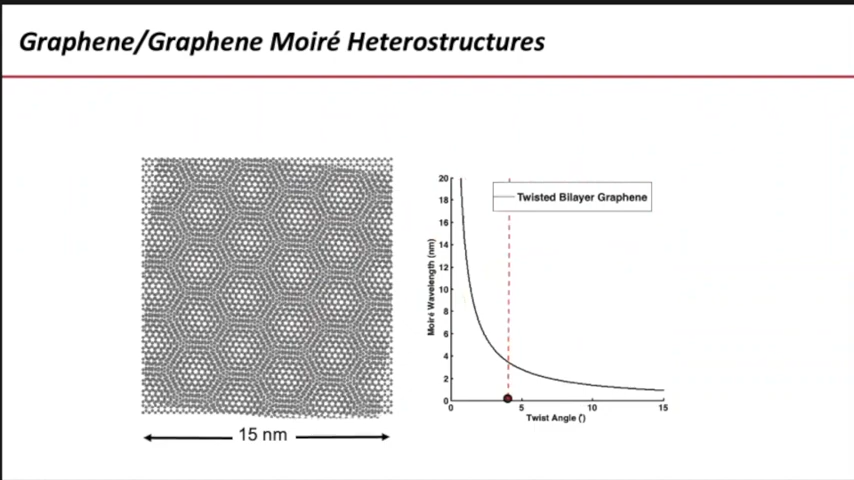 Graphene/Graphene Moiré Heterostructures
15 nm
Twisted Bilayer Graphene
Moiré Wavelength (nm)
20
18
16
14
12
10
8
6
4
2
0
0 5 10 15
Twist Angle (°)